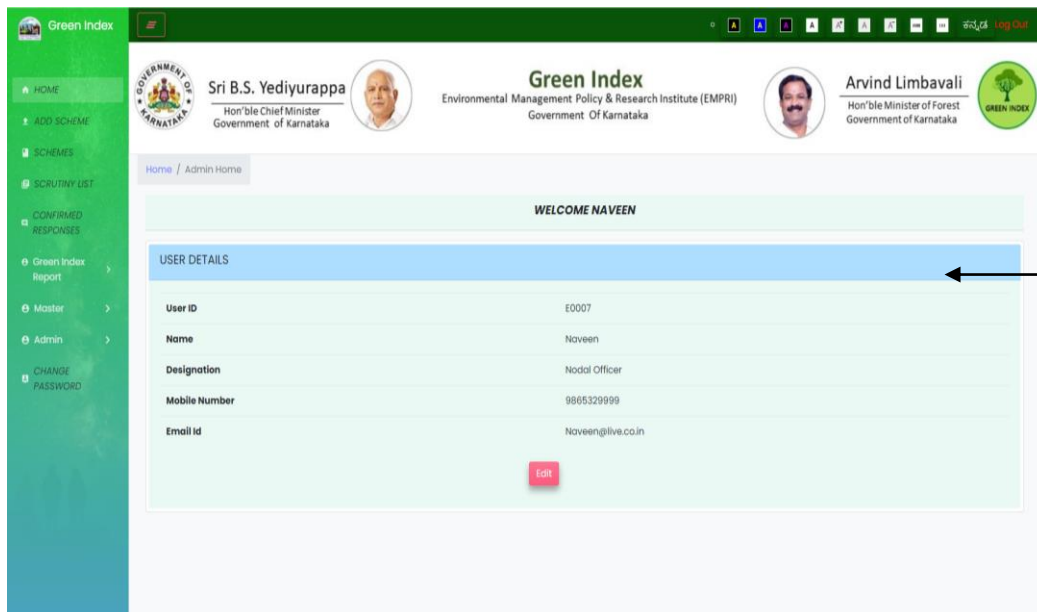 Green Index
A A A A A+ A A-
ಕನ್ನಡ Log Out
HOME
ADD SCHEME
SCHEMES
SCRUTINY LIST
CONFIRMED
RESPONSES
Green Index
Report
Master
Admin
CHANGE
PASSWORD
GOVERNMENT OF KARNATAKA
Sri B.S. Yediyurappa
Hon'ble Chief Minister
Government of Karnataka
Green Index
Environmental Management Policy & Research Institute (EMPRI)
Government Of Karnataka
Arvind Limbavali
Hon'ble Minister of Forest
Government of Karnataka
GREEN INDEX
Home / Admin Home
WELCOME NAVEEN
USER DETAILS
User ID E0007
Name Naveen
Designation Nodal Officer
Mobile Number 9865329999
Email Id Naveen@live.co.in
Edit